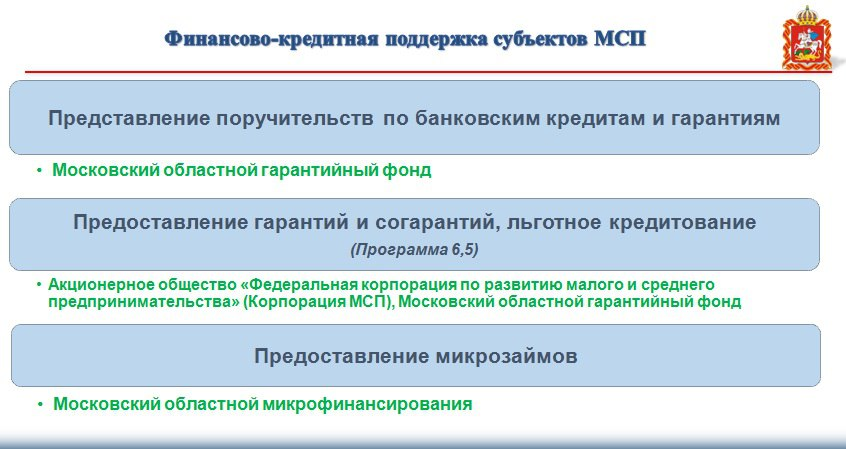 Финансово-кредитная поддержка субъектов МСП
Представление поручительств по банковским кредитам и гарантиям
• Московский областной гарантийный фонд
Предоставление гарантий и согарантий, льготное кредитование
(Программа 6,5)
• Акционерное общество «Федеральная корпорация по развитию малого и среднего
предпринимательства» (Корпорация МСП), Московский областной гарантийный фонд
Предоставление микрозаймов
• Московский областной микрофинансирования